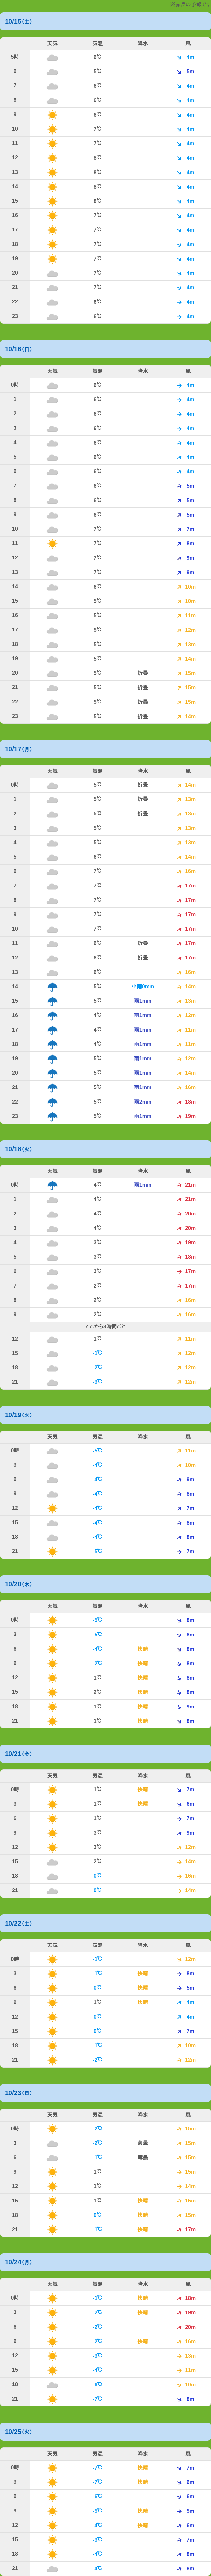 10/15(土)
天気 気温 降水 風
5時 6℃ 4m
6 5℃ 5m
7 6℃ 4m
8 6℃ 4m
9 6℃ 4m
10 7℃ 4m
11 7℃ 4m
12 8℃ 4m
13 8℃ 4m
14 8℃ 4m
15 8℃ 4m
16 7℃ 4m
17 7℃ 4m
18 7℃ 4m
19 7℃ 4m
20 7℃ 4m
21 7℃ 4m
22 6℃ 4m
23 6℃ 4m
10/16(日)
天気 気温 降水 風
0時 6℃ 4m
1 6℃ 4m
2 6℃ 4m
3 6℃ 4m
4 6℃ 4m
5 6℃ 4m
6 6℃ 4m
7 6℃ 5m
8 6℃ 5m
9 6℃ 5m
10 7℃ 7m
11 7℃ 8m
12 7℃ 9m
13 7℃ 9m
14 6℃ 10m
15 5℃ 10m
16 5℃ 11m
17 5℃ 12m
18 5℃ 13m
19 5℃ 14m
20 5℃ 折曇 15m
21 5℃ 折曇 15m
22 5℃ 折曇 15m
23 5℃ 折曇 14m
10/17(月)
天気 気温 降水 風
0時 5℃ 折曇 14m
1 5℃ 折曇 13m
2 5℃ 折曇 13m
3 5℃ 13m
4 5℃ 13m
5 6℃ 14m
6 7℃ 16m
7 7℃ 17m
8 7℃ 17m
9 7℃ 17m
10 7℃ 17m
11 6℃ 折曇 17m
12 6℃ 折曇 17m
13 6℃ 16m
14 5℃ 小雨0mm 14m
15 5℃ 雨1mm 13m
16 4℃ 雨1mm 12m
17 4℃ 雨1mm 11m
18 4℃ 雨1mm 11m
19 5℃ 雨1mm 12m
20 5℃ 雨1mm 14m
21 5℃ 雨1mm 16m
22 5℃ 雨2mm 18m
23 5℃ 雨1mm 19m
10/18(火)
天気 気温 降水 風
0時 4℃ 雨1mm 21m
1 4℃ 21m
2 4℃ 20m
3 4℃ 20m
4 3℃ 19m
5 3℃ 18m
6 3℃ 17m
7 2℃ 17m
8 2℃ 16m
9 2℃ 16m
ここから3時間ごと
12 1℃ 11m
15 -1℃ 12m
18 -2℃ 12m
21 -3℃ 12m
10/19(水)
天気 気温 降水 風
0時 -5℃ 11m
3 -4℃ 10m
6 -4℃ 9m
9 -4℃ 8m
12 -4℃ 7m
15 -4℃ 8m
18 -4℃ 8m
21 -5℃ 7m
10/20(木)
天気 気温 降水 風
0時 -5℃ 8m
3 -5℃ 8m
6 -4℃ 快晴 8m
9 -2℃ 快晴 8m
12 1℃ 快晴 8m
15 2℃ 快晴 8m
18 1℃ 快晴 9m
21 1℃ 快晴 8m
10/21(金)
天気 気温 降水 風
0時 1℃ 快晴 7m
3 1℃ 快晴 6m
6 1℃ 7m
9 3℃ 9m
12 3℃ 12m
15 2℃ 14m
18 0℃ 16m
21 0℃ 14m
10/22(土)
天気 気温 降水 風
0時 -1℃ 12m
3 -1℃ 快晴 8m
6 0℃ 快晴 5m
9 1℃ 快晴 4m
12 0℃ 4m
15 0℃ 7m
18 -1℃ 10m
21 -2℃ 12m
10/23(日)
天気 気温 降水 風
0時 -2℃ 15m
3 -2℃ 薄曇 15m
6 -1℃ 薄曇 15m
9 1℃ 15m
12 1℃ 14m
15 1℃ 快晴 15m
18 0℃ 快晴 15m
21 -1℃ 快晴 17m
10/24(月)
天気 気温 降水 風
0時 -1℃ 快晴 18m
3 -2℃ 快晴 19m
6 -2℃ 20m
9 -2℃ 快晴 16m
12 -3℃ 13m
15 -4℃ 11m
18 -6℃ 10m
21 -7℃ 8m
10/25(火)
天気 気温 降水 風
0時 -7℃ 快晴 7m
3 -7℃ 快晴 6m
6 -6℃ 6m
9 -5℃ 快晴 5m
12 -4℃ 快晴 6m
15 -3℃ 7m
18 -4℃ 8m
21 -4℃ 8m